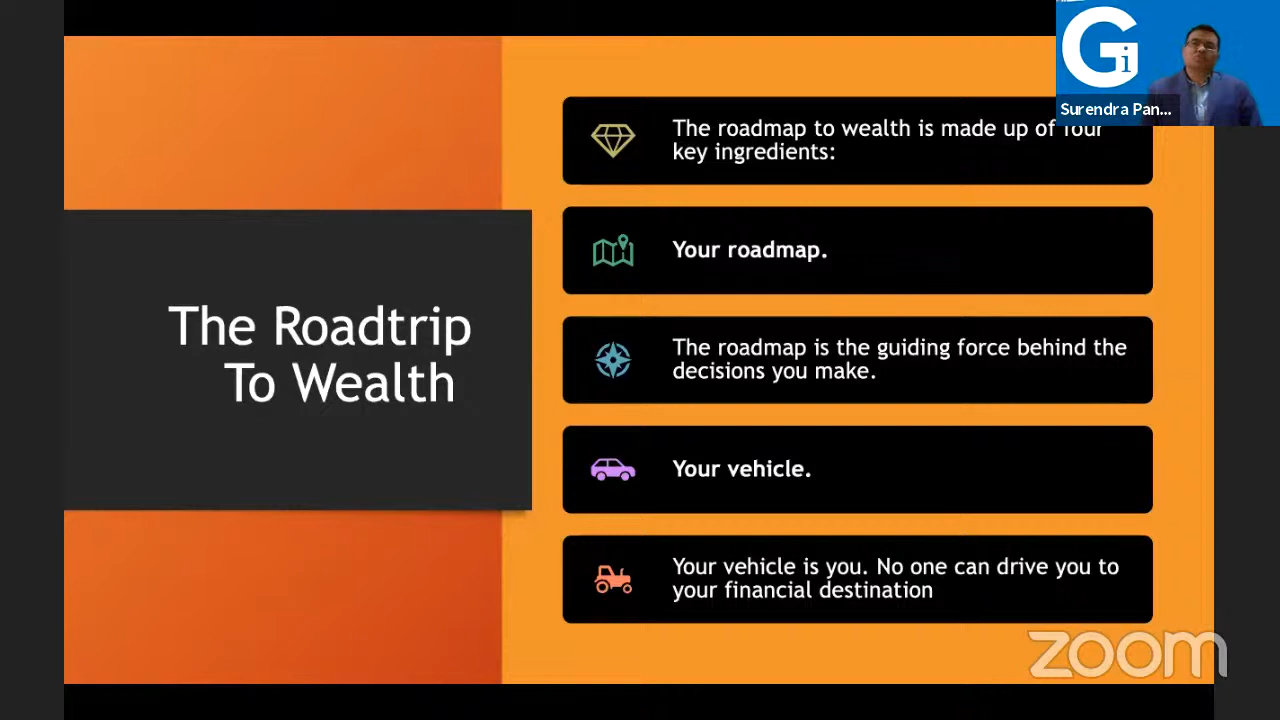 Gi
Surendra Pan...
The roadmap to wealth is made up of four
key ingredients:
Your roadmap.
The Roadtrip
To Wealth
The roadmap is the guiding force behind the
decisions you make.
Your vehicle.
Your vehicle is you. No one can drive you to
your financial destination
zoom